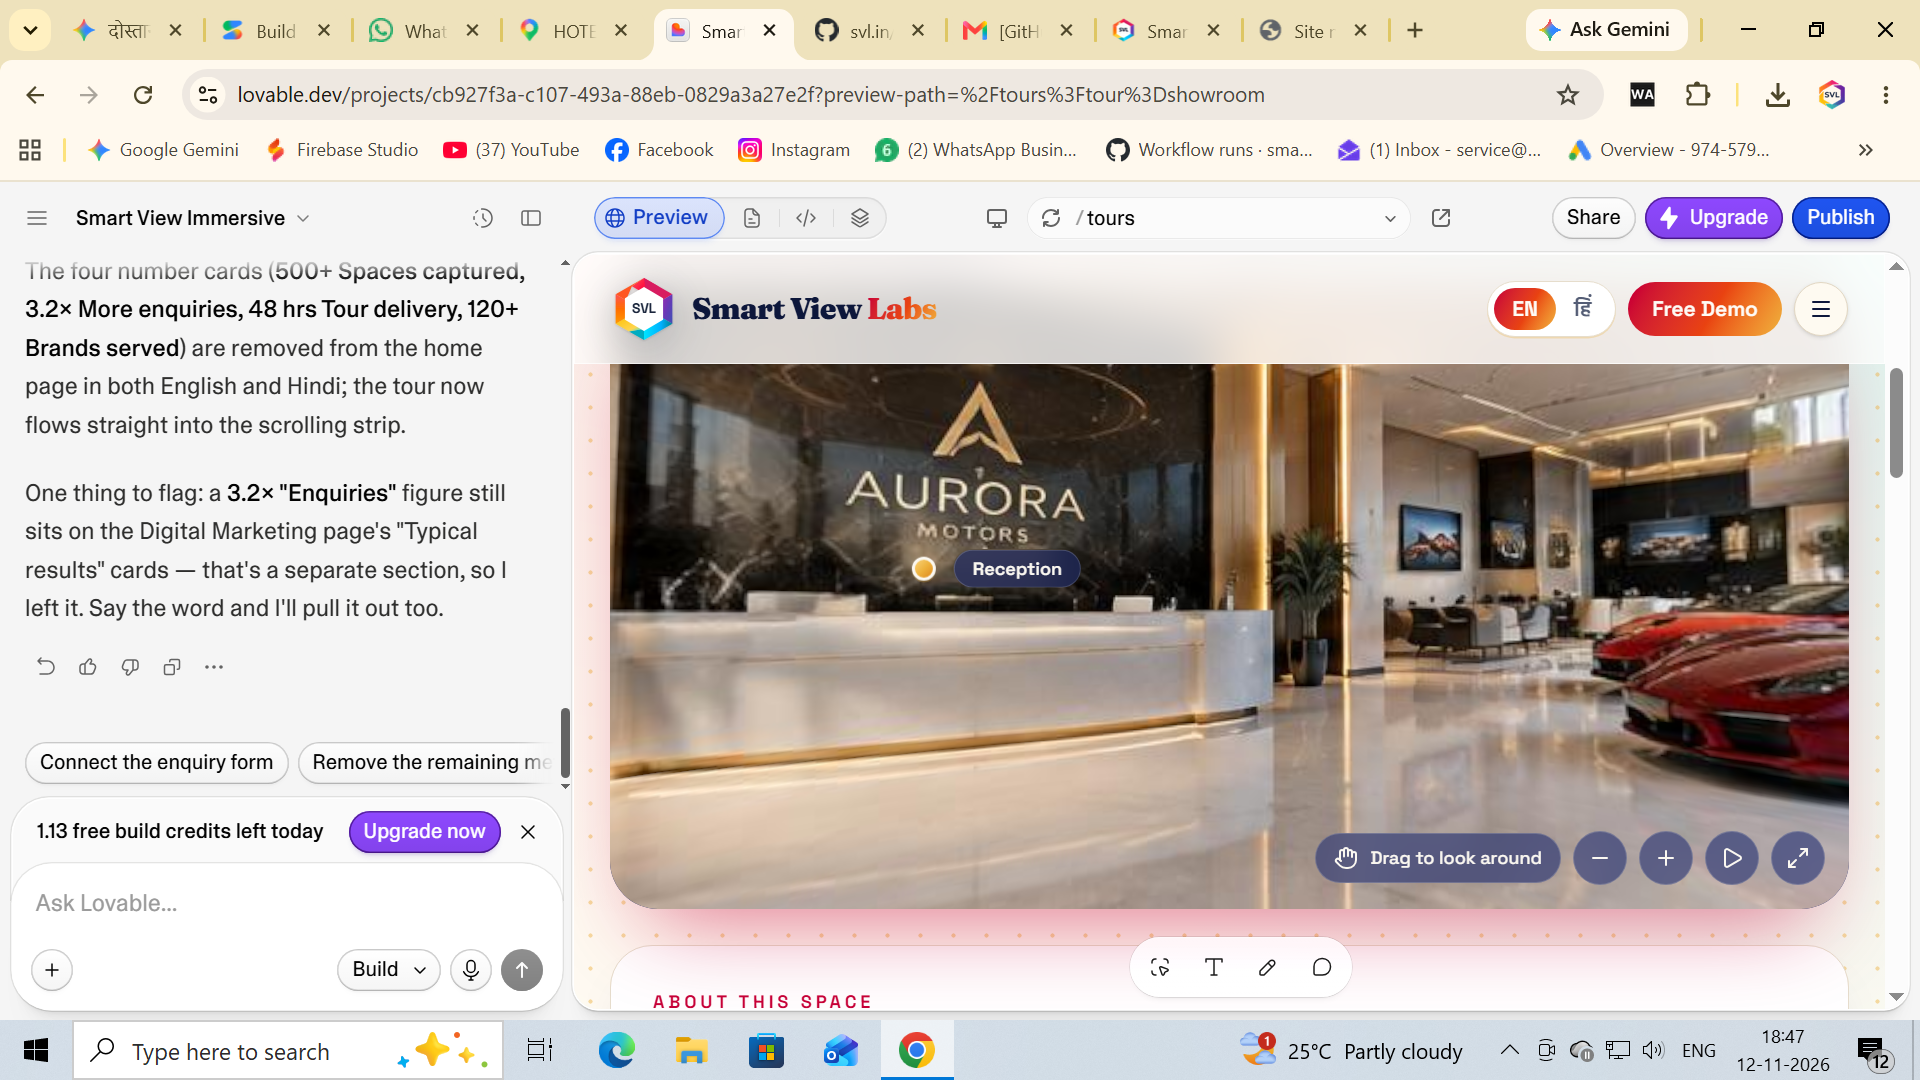 दोस्ता
Build
What
HOTE
Smar
svl.in/
[GitH
Smar
Site r
Ask Gemini
lovable.dev/projects/cb927f3a-c107-493a-88eb-0829a3a27e2f?preview-path=%2Ftours%3Ftour%3Dshowroom
WA
SVL
Google Gemini
Firebase Studio
(37) YouTube
Facebook
Instagram
6
(2) WhatsApp Busin...
Workflow runs · sma...
(1) Inbox - service@...
Overview - 974-579...
Smart View Immersive
Preview
/tours
Share
Upgrade
Publish
The four number cards (500+ Spaces captured,
3.2× More enquiries, 48 hrs Tour delivery, 120+
Brands served) are removed from the home
page in both English and Hindi; the tour now
flows straight into the scrolling strip.
One thing to flag: a 3.2× "Enquiries" figure still
sits on the Digital Marketing page's "Typical
results" cards — that's a separate section, so I
left it. Say the word and I'll pull it out too.
Connect the enquiry form
Remove the remaining me
1.13 free build credits left today
Upgrade now
Ask Lovable...
Build
SVL
Smart View Labs
EN
हिं
Free Demo
AURORA
MOTORS
Reception
Drag to look around
ABOUT THIS SPACE
Type here to search
1
25°C Partly cloudy
ENG
18:47
12-11-2026
12